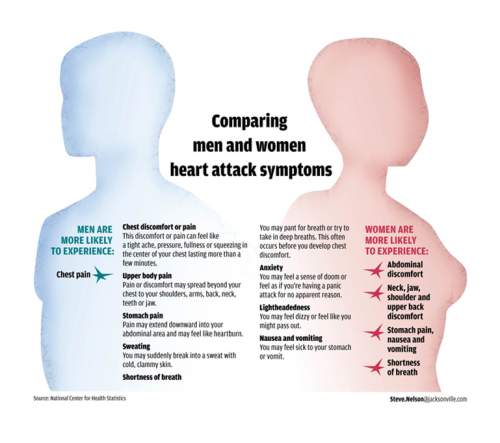 Comparing
men and women
heart attack symptoms
MEN ARE
MORE LIKELY
TO EXPERIENCE:
Chest pain
Chest discomfort or pain
This discomfort or pain can feel like
a tight ache, pressure, fullness or squeezing in
the center of your chest lasting more than a
few minutes.
Upper body pain
Pain or discomfort may spread beyond your
chest to your shoulders, arms, back, neck,
teeth or jaw.
Stomach pain
Pain may extend downward into your
abdominal area and may feel like heartburn.
Sweating
You may suddenly break into a sweat with
cold, clammy skin.
Shortness of breath
You may pant for breath or try to
take in deep breaths. This often
occurs before you develop chest
discomfort.
Anxiety
You may feel a sense of doom or
feel as if you're having a panic
attack for no apparent reason.
Lightheadedness
You may feel dizzy or feel like you
might pass out.
Nausea and vomiting
You may feel sick to your stomach
or vomit.
WOMEN ARE
MORE LIKELY
TO EXPERIENCE:
Abdominal
discomfort
Neck, jaw,
shoulder and
upper back
discomfort
Stomach pain,
nausea and
vomiting
Shortness
of breath
Source: National Center for Health Statistics
Steve.Nelson@jacksonville.com